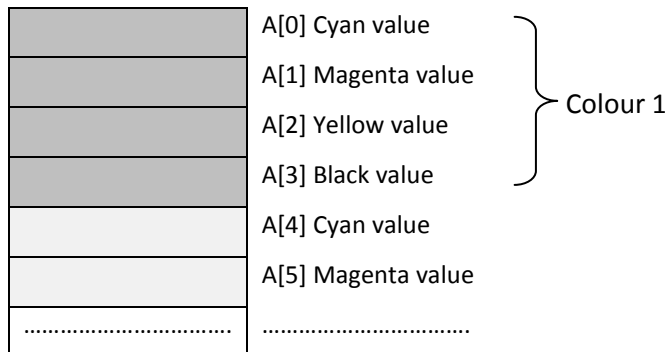 A[0] Cyan value
A[1] Magenta value
A[2] Yellow value
A[3] Black value
Colour 1
A[4] Cyan value
A[5] Magenta value
……………………………. …………………………….